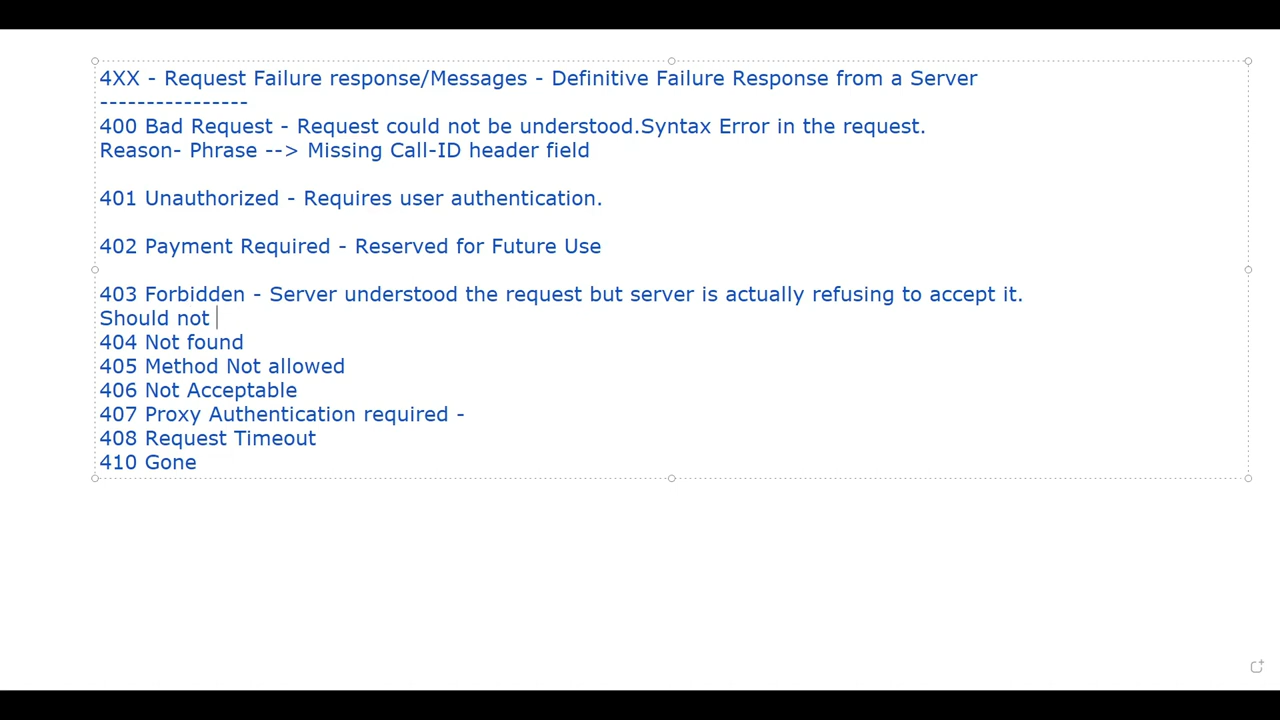 4XX - Request Failure response/Messages - Definitive Failure Response from a Server
----------------
400 Bad Request - Request could not be understood.Syntax Error in the request.
Reason- Phrase --> Missing Call-ID header field
401 Unauthorized - Requires user authentication.
402 Payment Required - Reserved for Future Use
403 Forbidden - Server understood the request but server is actually refusing to accept it.
Should not
404 Not found
405 Method Not allowed
406 Not Acceptable
407 Proxy Authentication required -
408 Request Timeout
410 Gone